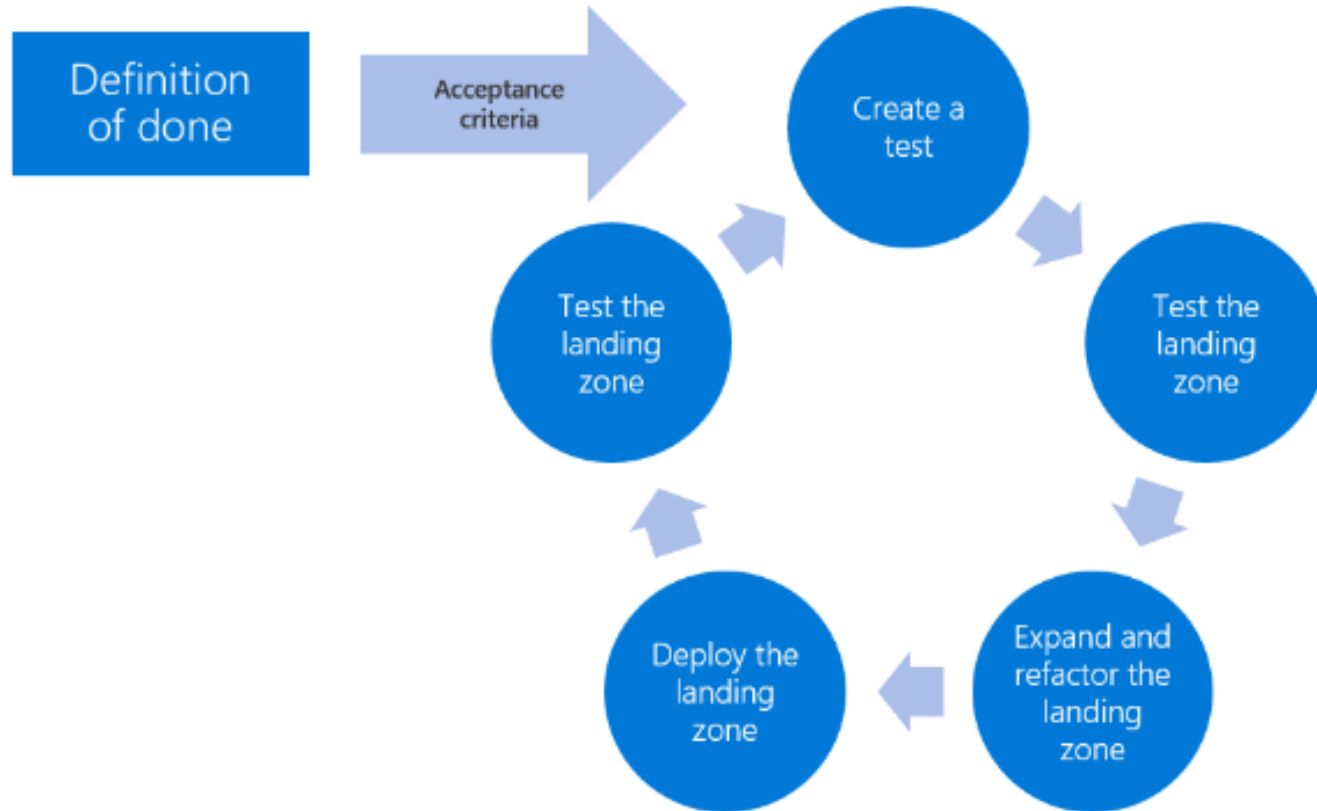 Definition
of done
Acceptance
criteria
Create a
test
Test the
landing
zone
Expand and
refactor the
landing
zone
Deploy the
landing
zone
Test the
landing
zone